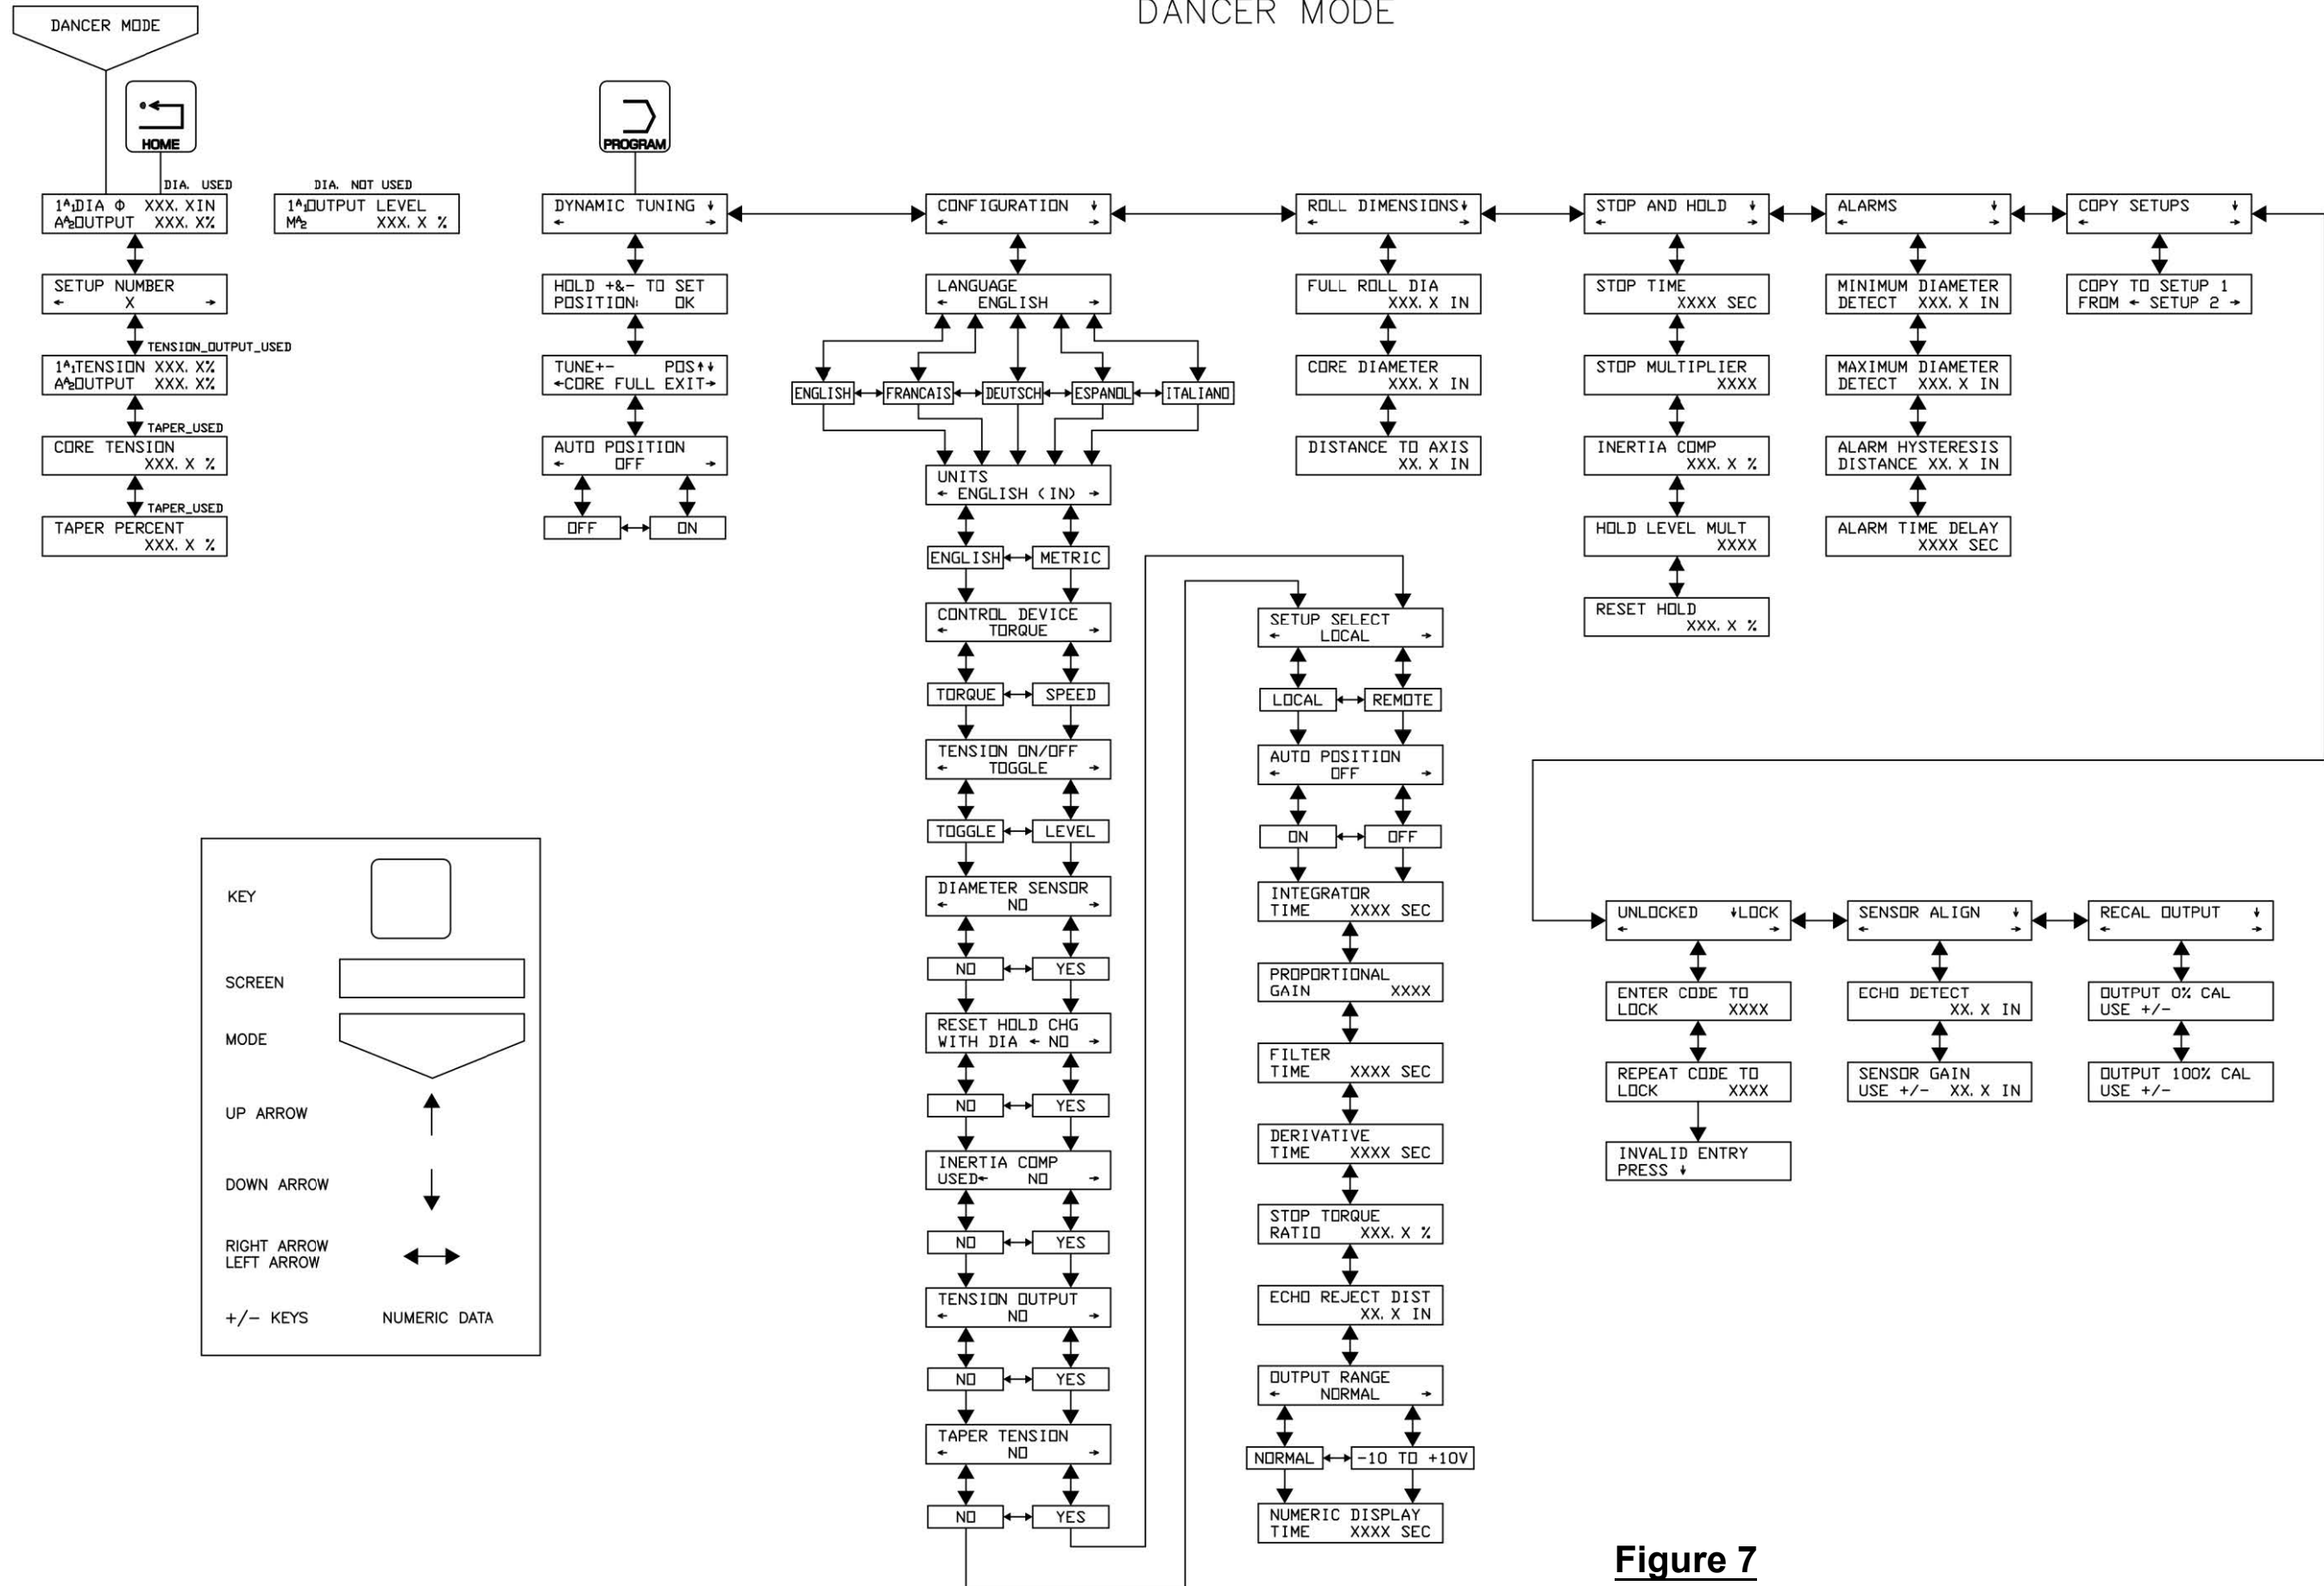 DANCER MODE
DANCER MODE
HOME
DIA. USED
1ᴬ₁DIA Φ XXX. XIN
Aᴬ₂OUTPUT XXX. X%
SETUP NUMBER
← X →
TENSION_OUTPUT_USED
1ᴬ₁TENSION XXX. X%
Aᴬ₂OUTPUT XXX. X%
TAPER_USED
CORE TENSION
XXX. X %
TAPER_USED
TAPER PERCENT
XXX. X %
DIA. NOT USED
1ᴬ₁OUTPUT LEVEL
Mᴬ₂ XXX. X %
PROGRAM
DYNAMIC TUNING ↓
← →
HOLD +&- TO SET
POSITION: OK
TUNE+- POS↑↓
←CORE FULL EXIT→
AUTO POSITION
← OFF →
OFF
ON
CONFIGURATION ↓
← →
LANGUAGE
← ENGLISH →
ENGLISH
FRANCAIS
DEUTSCH
ESPANOL
ITALIANO
UNITS
← ENGLISH (IN) →
ENGLISH
METRIC
CONTROL DEVICE
← TORQUE →
TORQUE
SPEED
TENSION ON/OFF
← TOGGLE →
TOGGLE
LEVEL
DIAMETER SENSOR
← NO →
NO
YES
RESET HOLD CHG
WITH DIA ← NO →
NO
YES
INERTIA COMP
USED← NO →
NO
YES
TENSION OUTPUT
← NO →
NO
YES
TAPER TENSION
← NO →
NO
YES
SETUP SELECT
← LOCAL →
LOCAL
REMOTE
AUTO POSITION
← OFF →
ON
OFF
INTEGRATOR
TIME XXXX SEC
PROPORTIONAL
GAIN XXXX
FILTER
TIME XXXX SEC
DERIVATIVE
TIME XXXX SEC
STOP TORQUE
RATIO XXX. X %
ECHO REJECT DIST
XX. X IN
OUTPUT RANGE
← NORMAL →
NORMAL
-10 TO +10V
NUMERIC DISPLAY
TIME XXXX SEC
ROLL DIMENSIONS↓
← →
FULL ROLL DIA
XXX. X IN
CORE DIAMETER
XXX. X IN
DISTANCE TO AXIS
XX. X IN
STOP AND HOLD ↓
← →
STOP TIME
XXXX SEC
STOP MULTIPLIER
XXXX
INERTIA COMP
XXX. X %
HOLD LEVEL MULT
XXXX
RESET HOLD
XXX. X %
ALARMS ↓
← →
MINIMUM DIAMETER
DETECT XXX. X IN
MAXIMUM DIAMETER
DETECT XXX. X IN
ALARM HYSTERESIS
DISTANCE XX. X IN
ALARM TIME DELAY
XXXX SEC
COPY SETUPS ↓
← →
COPY TO SETUP 1
FROM ← SETUP 2 →
UNLOCKED ↓LOCK
← →
ENTER CODE TO
LOCK XXXX
REPEAT CODE TO
LOCK XXXX
INVALID ENTRY
PRESS ↓
SENSOR ALIGN ↓
← →
ECHO DETECT
XX. X IN
SENSOR GAIN
USE +/- XX. X IN
RECAL OUTPUT ↓
← →
OUTPUT 0% CAL
USE +/-
OUTPUT 100% CAL
USE +/-
KEY
SCREEN
MODE
UP ARROW
DOWN ARROW
RIGHT ARROW
LEFT ARROW
+/- KEYS NUMERIC DATA
Figure 7